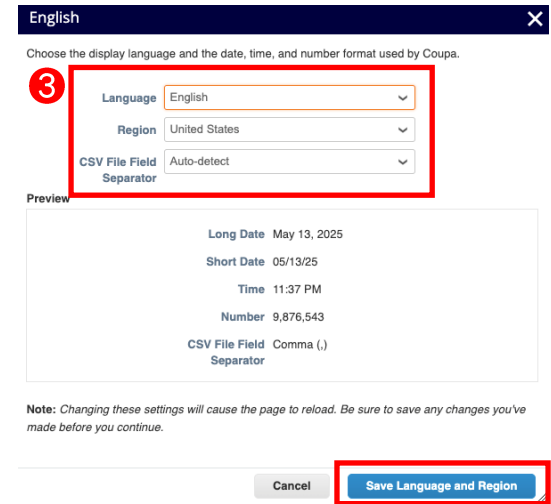 English
Choose the display language and the date, time, and number format used by Coupa.
3
Language English
Region United States
CSV File Field Separator Auto-detect
Preview
Long Date May 13, 2025
Short Date 05/13/25
Time 11:37 PM
Number 9,876,543
CSV File Field Separator Comma (,)
Note: Changing these settings will cause the page to reload. Be sure to save any changes you've
made before you continue.
Cancel Save Language and Region